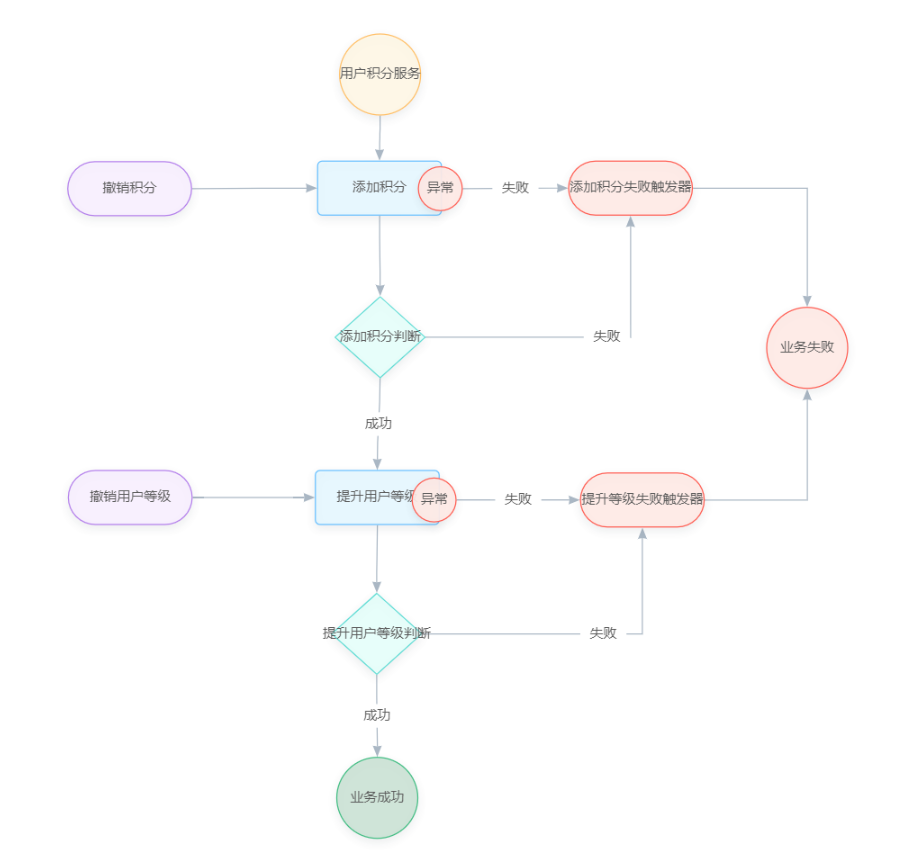 用户积分服务
撤销积分
添加积分
异常
失败
添加积分失败触发器
添加积分判断
失败
业务失败
成功
撤销用户等级
提升用户等级
异常
失败
提升等级失败触发器
提升用户等级判断
失败
成功
业务成功